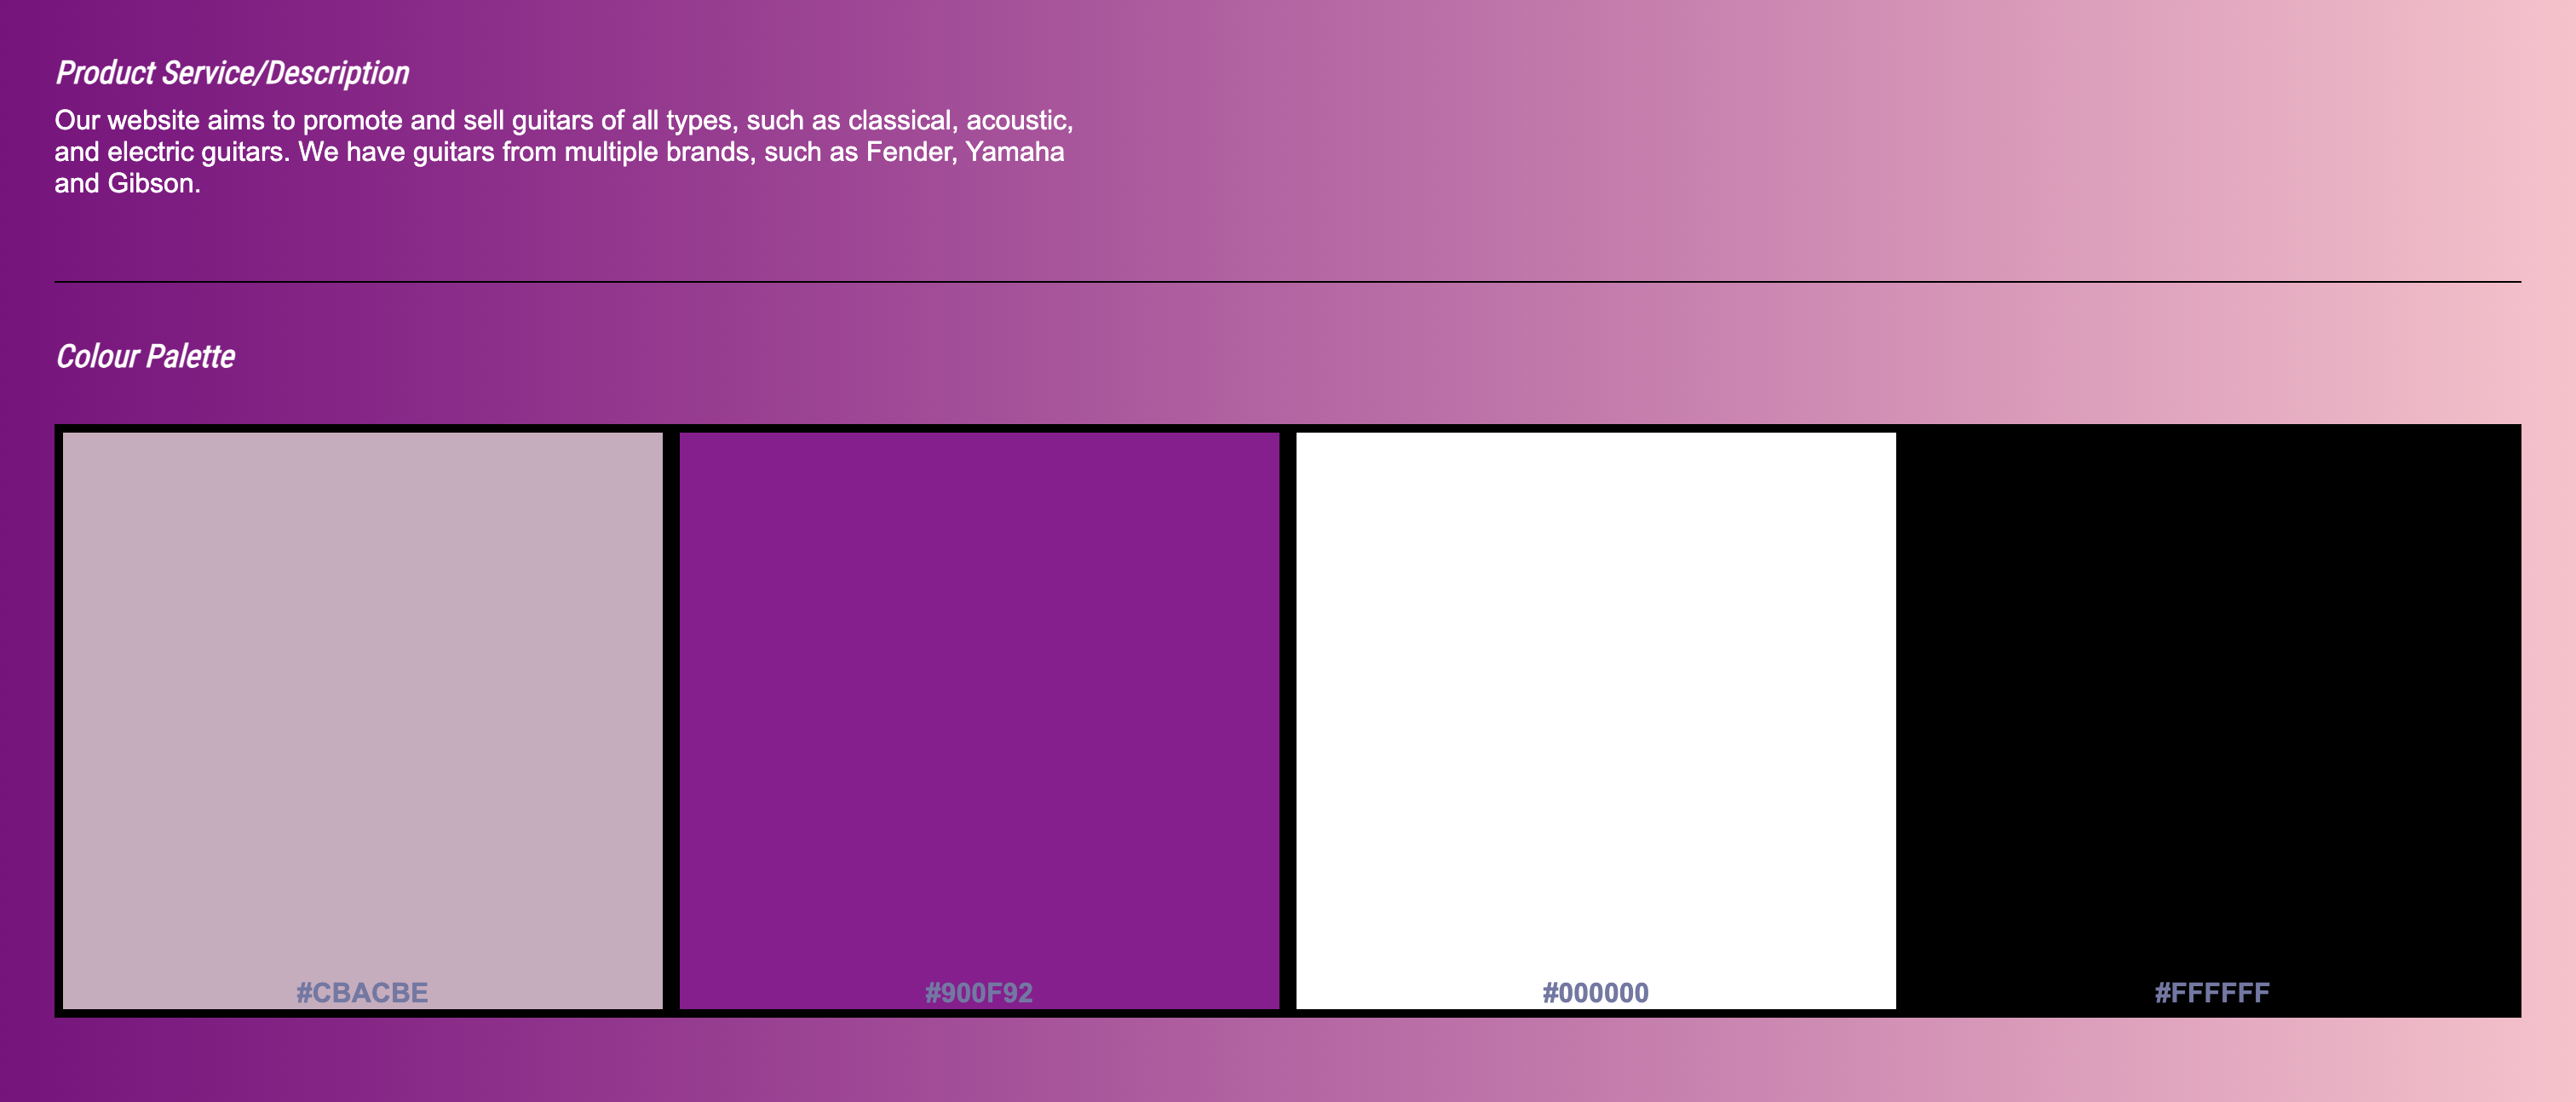 Product Service/Description
Our website aims to promote and sell guitars of all types, such as classical, acoustic,
and electric guitars. We have guitars from multiple brands, such as Fender, Yamaha
and Gibson.
Colour Palette
#CBACBE
#900F92
#000000
#FFFFFF